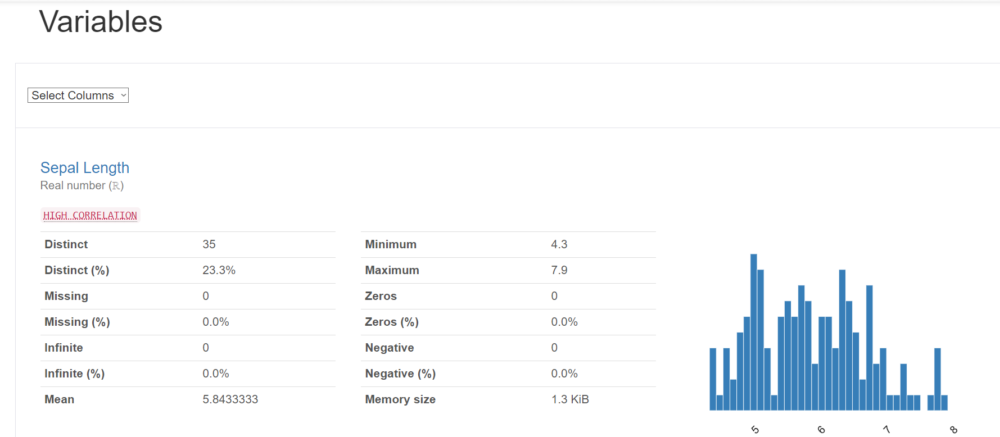 Variables
Select Columns
Sepal Length
Real number (ℝ)
HIGH CORRELATION
Distinct 35
Distinct (%) 23.3%
Missing 0
Missing (%) 0.0%
Infinite 0
Infinite (%) 0.0%
Mean 5.8433333
Minimum 4.3
Maximum 7.9
Zeros 0
Zeros (%) 0.0%
Negative 0
Negative (%) 0.0%
Memory size 1.3 KiB
5 6 7 8